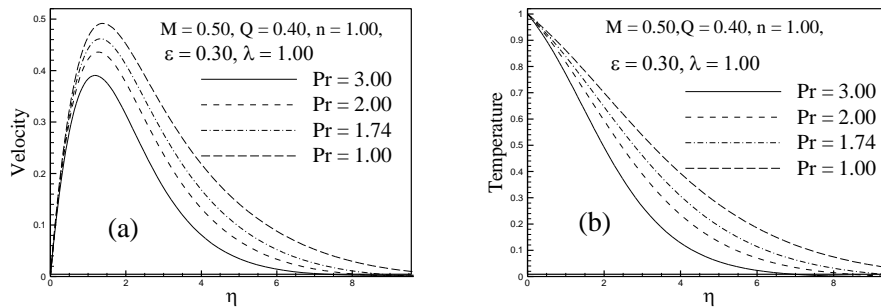 M = 0.50, Q = 0.40, n = 1.00,
ε = 0.30, λ = 1.00
Pr = 3.00
Pr = 2.00
Pr = 1.74
Pr = 1.00
(a)
Velocity
0.5
0.4
0.3
0.2
0.1
0
0 2 4 6 8
η
M = 0.50,Q = 0.40, n = 1.00,
ε = 0.30, λ = 1.00
Pr = 3.00
Pr = 2.00
Pr = 1.74
Pr = 1.00
(b)
Temperature
1
0.9
0.8
0.7
0.6
0.5
0.4
0.3
0.2
0.1
0
0 2 4 6 8
η